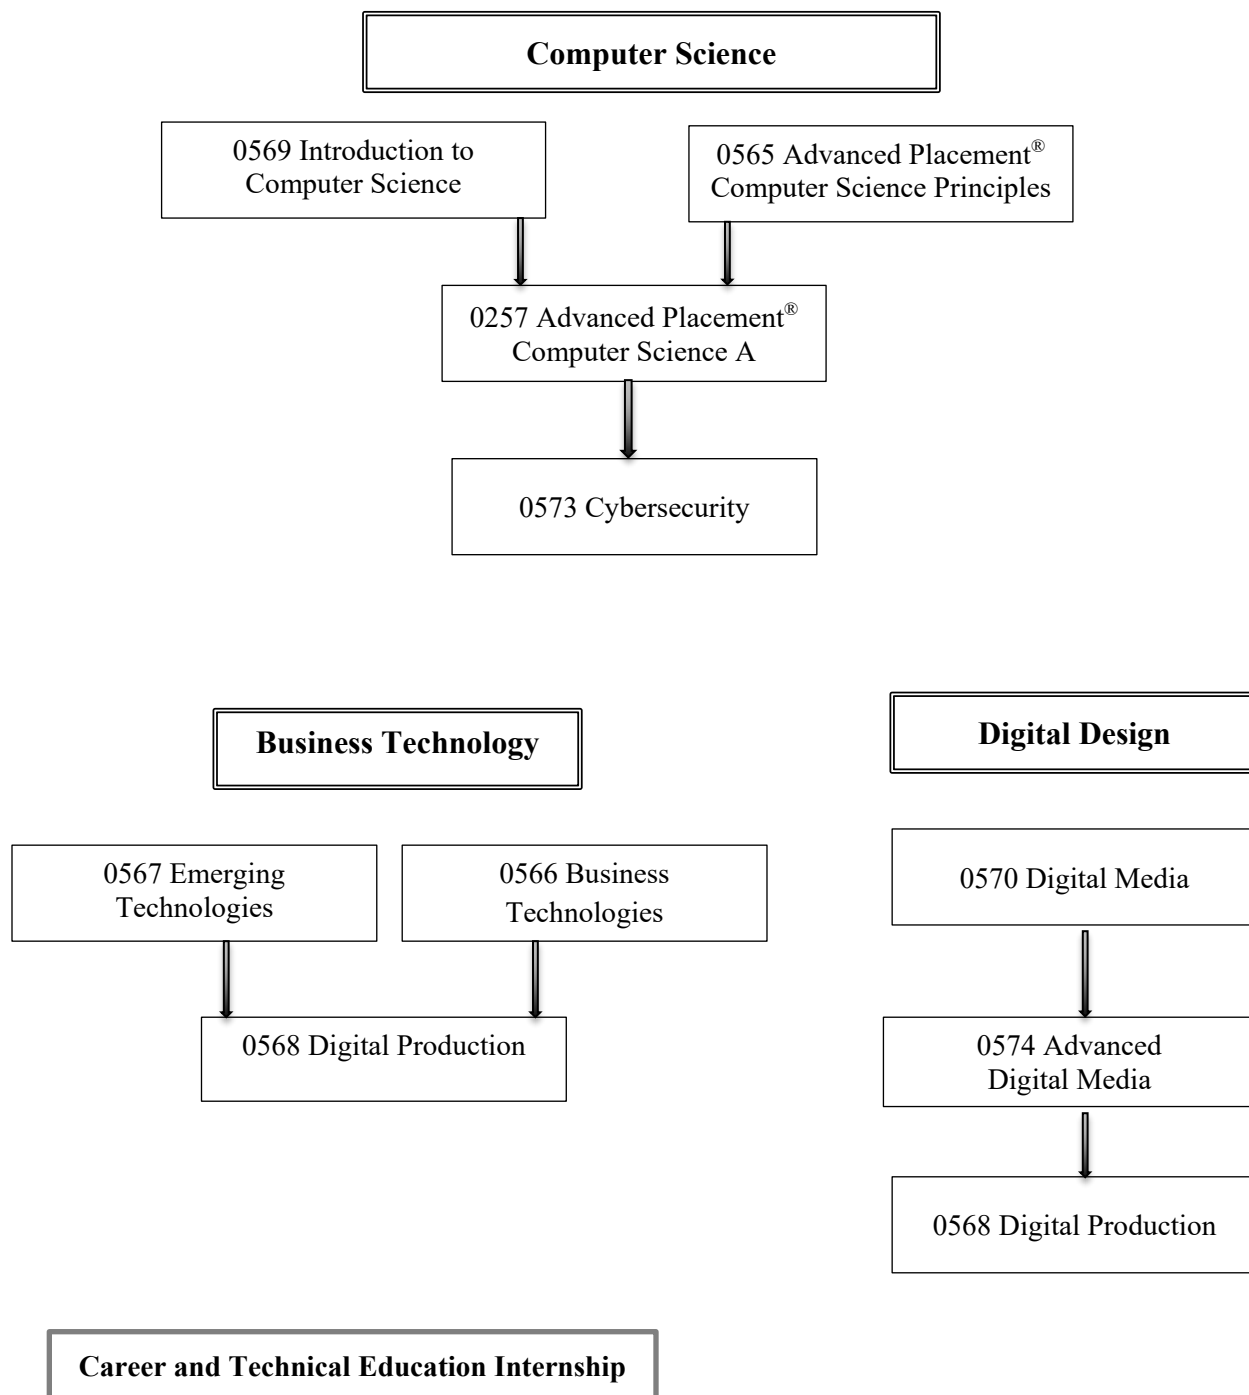 Computer Science
0569 Introduction to
Computer Science
0565 Advanced Placement®
Computer Science Principles
0257 Advanced Placement®
Computer Science A
0573 Cybersecurity
Business Technology
Digital Design
0567 Emerging
Technologies
0566 Business
Technologies
0568 Digital Production
0570 Digital Media
0574 Advanced
Digital Media
0568 Digital Production
Career and Technical Education Internship